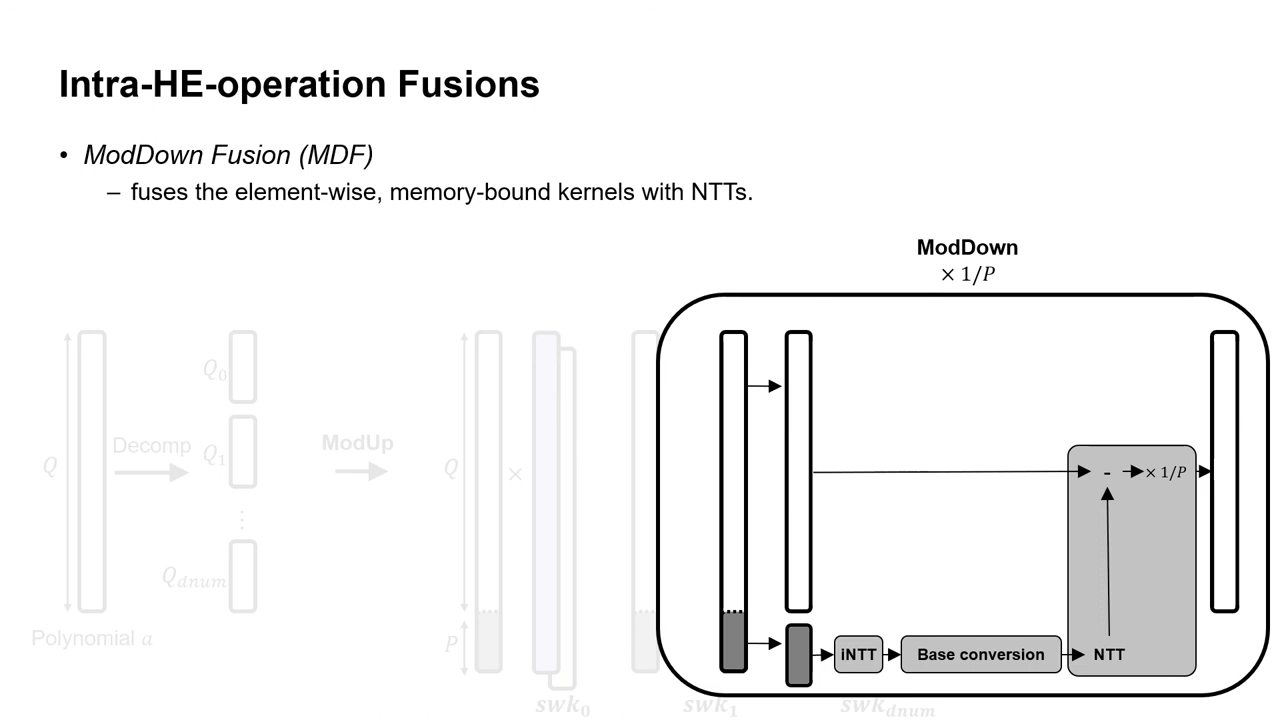 Intra-HE-operation Fusions
• ModDown Fusion (MDF)
– fuses the element-wise, memory-bound kernels with NTTs.
ModDown
× 1/P
Q
Polynomial a
Decomp
Q₀
Q₁
⋮
Q_dnum
ModUp
Q
P
×
swk₀
swk₁
swk_dnum
- × 1/P
iNTT
Base conversion
NTT